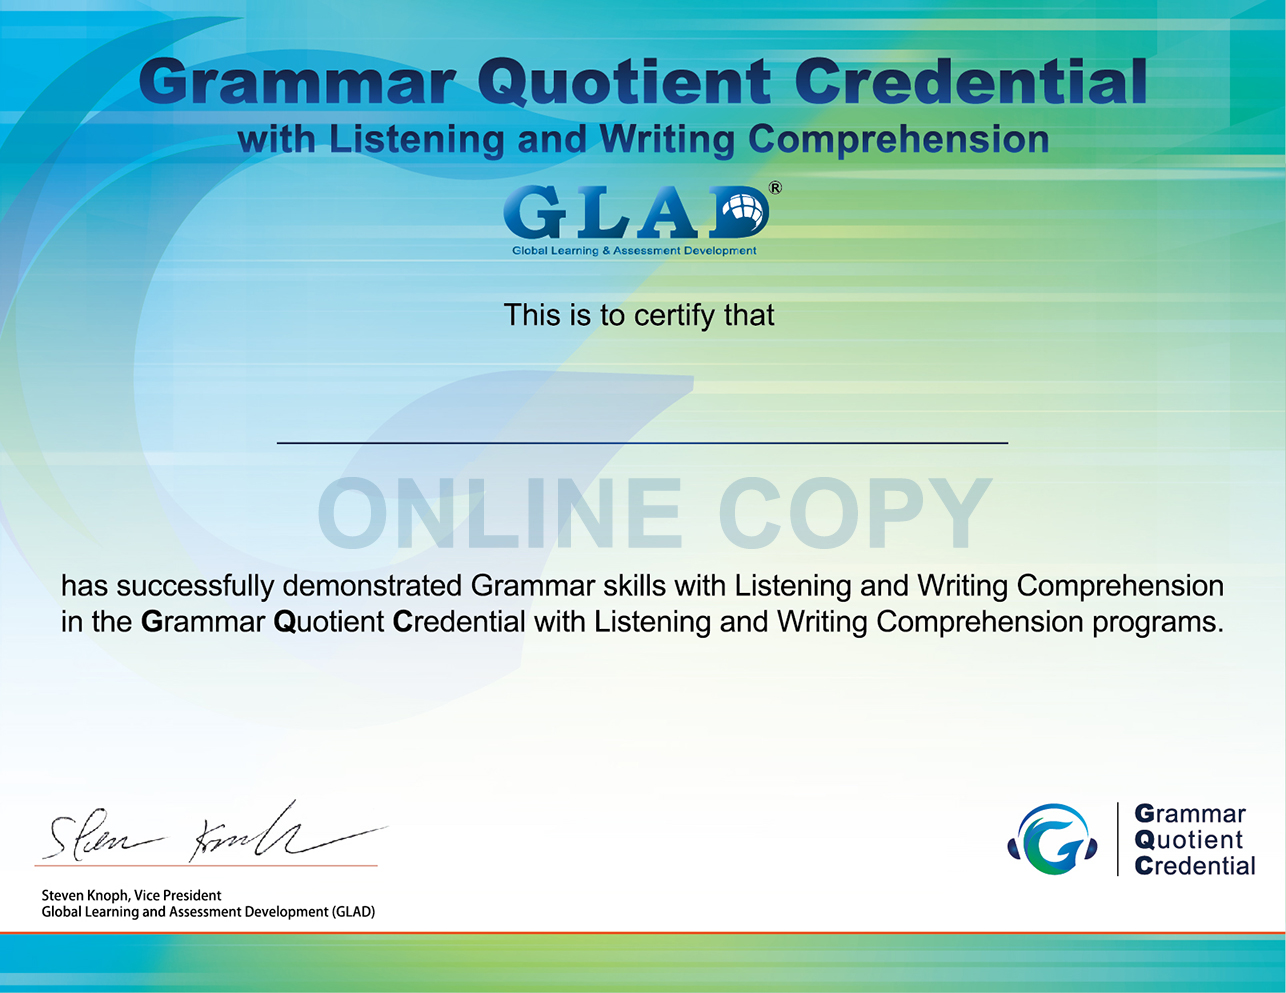 Grammar Quotient Credential
with Listening and Writing Comprehension
GLAD®
Global Learning & Assessment Development
This is to certify that
ONLINE COPY
has successfully demonstrated Grammar skills with Listening and Writing Comprehension
in the Grammar Quotient Credential with Listening and Writing Comprehension programs.
Steven Knoph
Steven Knoph, Vice President
Global Learning and Assessment Development (GLAD)
G
Grammar
Quotient
Credential